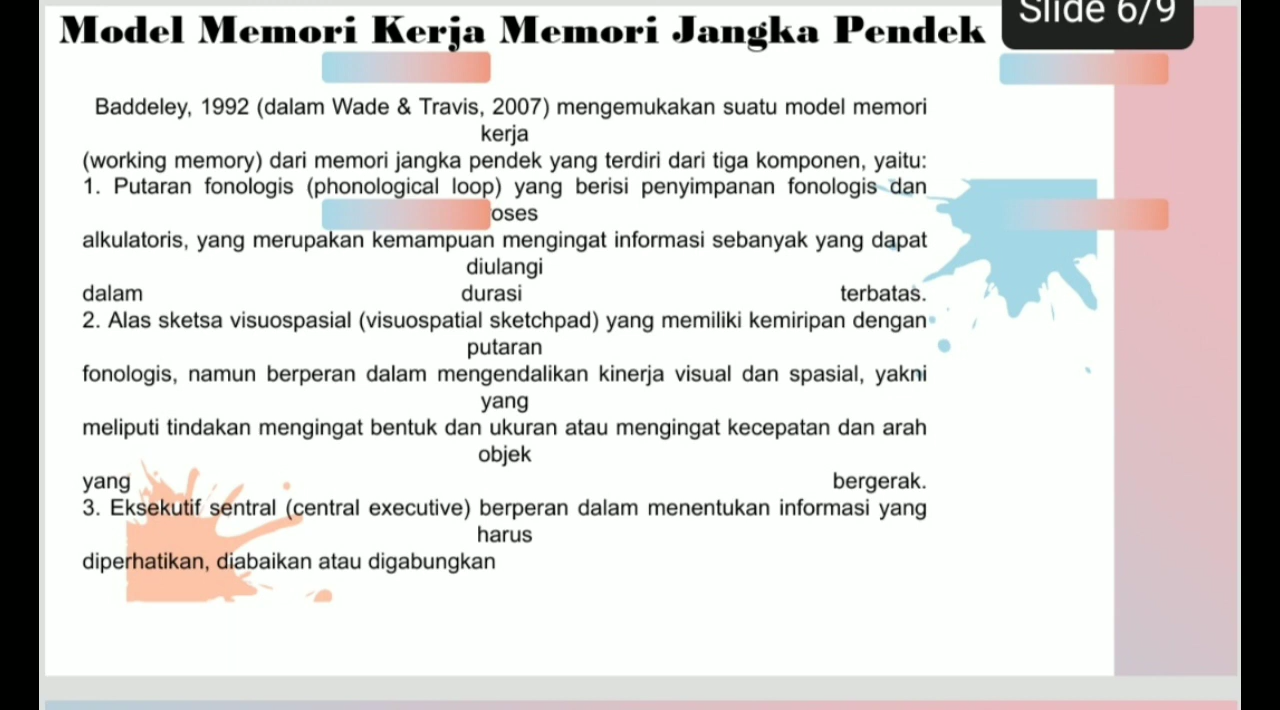 Slide 6/9
Model Memori Kerja Memori Jangka Pendek
Baddeley, 1992 (dalam Wade & Travis, 2007) mengemukakan suatu model memori
kerja
(working memory) dari memori jangka pendek yang terdiri dari tiga komponen, yaitu:
1. Putaran fonologis (phonological loop) yang berisi penyimpanan fonologis dan
oses
alkulatoris, yang merupakan kemampuan mengingat informasi sebanyak yang dapat
diulangi
dalam durasi terbatas.
2. Alas sketsa visuospasial (visuospatial sketchpad) yang memiliki kemiripan dengan
putaran
fonologis, namun berperan dalam mengendalikan kinerja visual dan spasial, yakni
yang
meliputi tindakan mengingat bentuk dan ukuran atau mengingat kecepatan dan arah
objek
yang bergerak.
3. Eksekutif sentral (central executive) berperan dalam menentukan informasi yang
harus
diperhatikan, diabaikan atau digabungkan